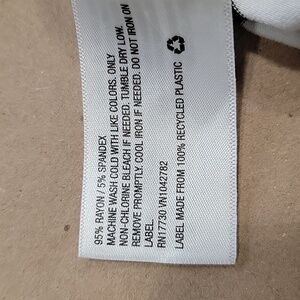 95% RAYON / 5% SPANDEX
MACHINE WASH COLD WITH LIKE COLORS. ONLY
NON-CHLORINE BLEACH IF NEEDED. TUMBLE DRY LOW.
REMOVE PROMPTLY. COOL IRON IF NEEDED. DO NOT IRON ON
LABEL.
RN17730 VN1042782
LABEL MADE FROM 100% RECYCLED PLASTIC